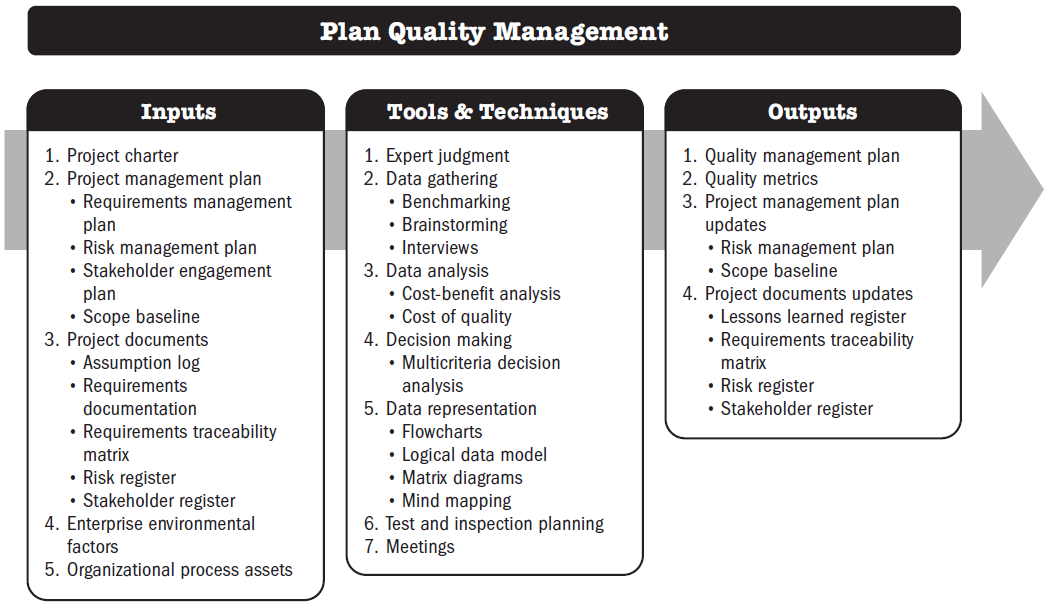 Plan Quality Management
Inputs
1. Project charter
2. Project management plan
• Requirements management
plan
• Risk management plan
• Stakeholder engagement
plan
• Scope baseline
3. Project documents
• Assumption log
• Requirements
documentation
• Requirements traceability
matrix
• Risk register
• Stakeholder register
4. Enterprise environmental
factors
5. Organizational process assets
Tools & Techniques
1. Expert judgment
2. Data gathering
• Benchmarking
• Brainstorming
• Interviews
3. Data analysis
• Cost-benefit analysis
• Cost of quality
4. Decision making
• Multicriteria decision
analysis
5. Data representation
• Flowcharts
• Logical data model
• Matrix diagrams
• Mind mapping
6. Test and inspection planning
7. Meetings
Outputs
1. Quality management plan
2. Quality metrics
3. Project management plan
updates
• Risk management plan
• Scope baseline
4. Project documents updates
• Lessons learned register
• Requirements traceability
matrix
• Risk register
• Stakeholder register